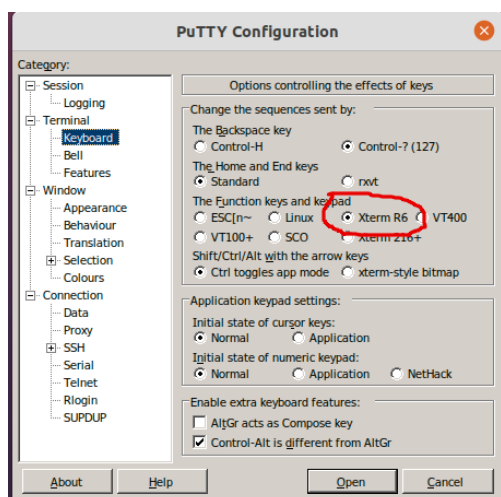 PuTTY Configuration
Category:
Session
Logging
Terminal
Keyboard
Bell
Features
Window
Appearance
Behaviour
Translation
Selection
Colours
Connection
Data
Proxy
SSH
Serial
Telnet
Rlogin
SUPDUP
Options controlling the effects of keys
Change the sequences sent by:
The Backspace key
Control-H Control-? (127)
The Home and End keys
Standard rxvt
The Function keys and keypad
ESC[n~ Linux Xterm R6 VT400
VT100+ SCO Xterm 216+
Shift/Ctrl/Alt with the arrow keys
Ctrl toggles app mode xterm-style bitmap
Application keypad settings:
Initial state of cursor keys:
Normal Application
Initial state of numeric keypad:
Normal Application NetHack
Enable extra keyboard features:
AltGr acts as Compose key
Control-Alt is different from AltGr
About Help Open Cancel